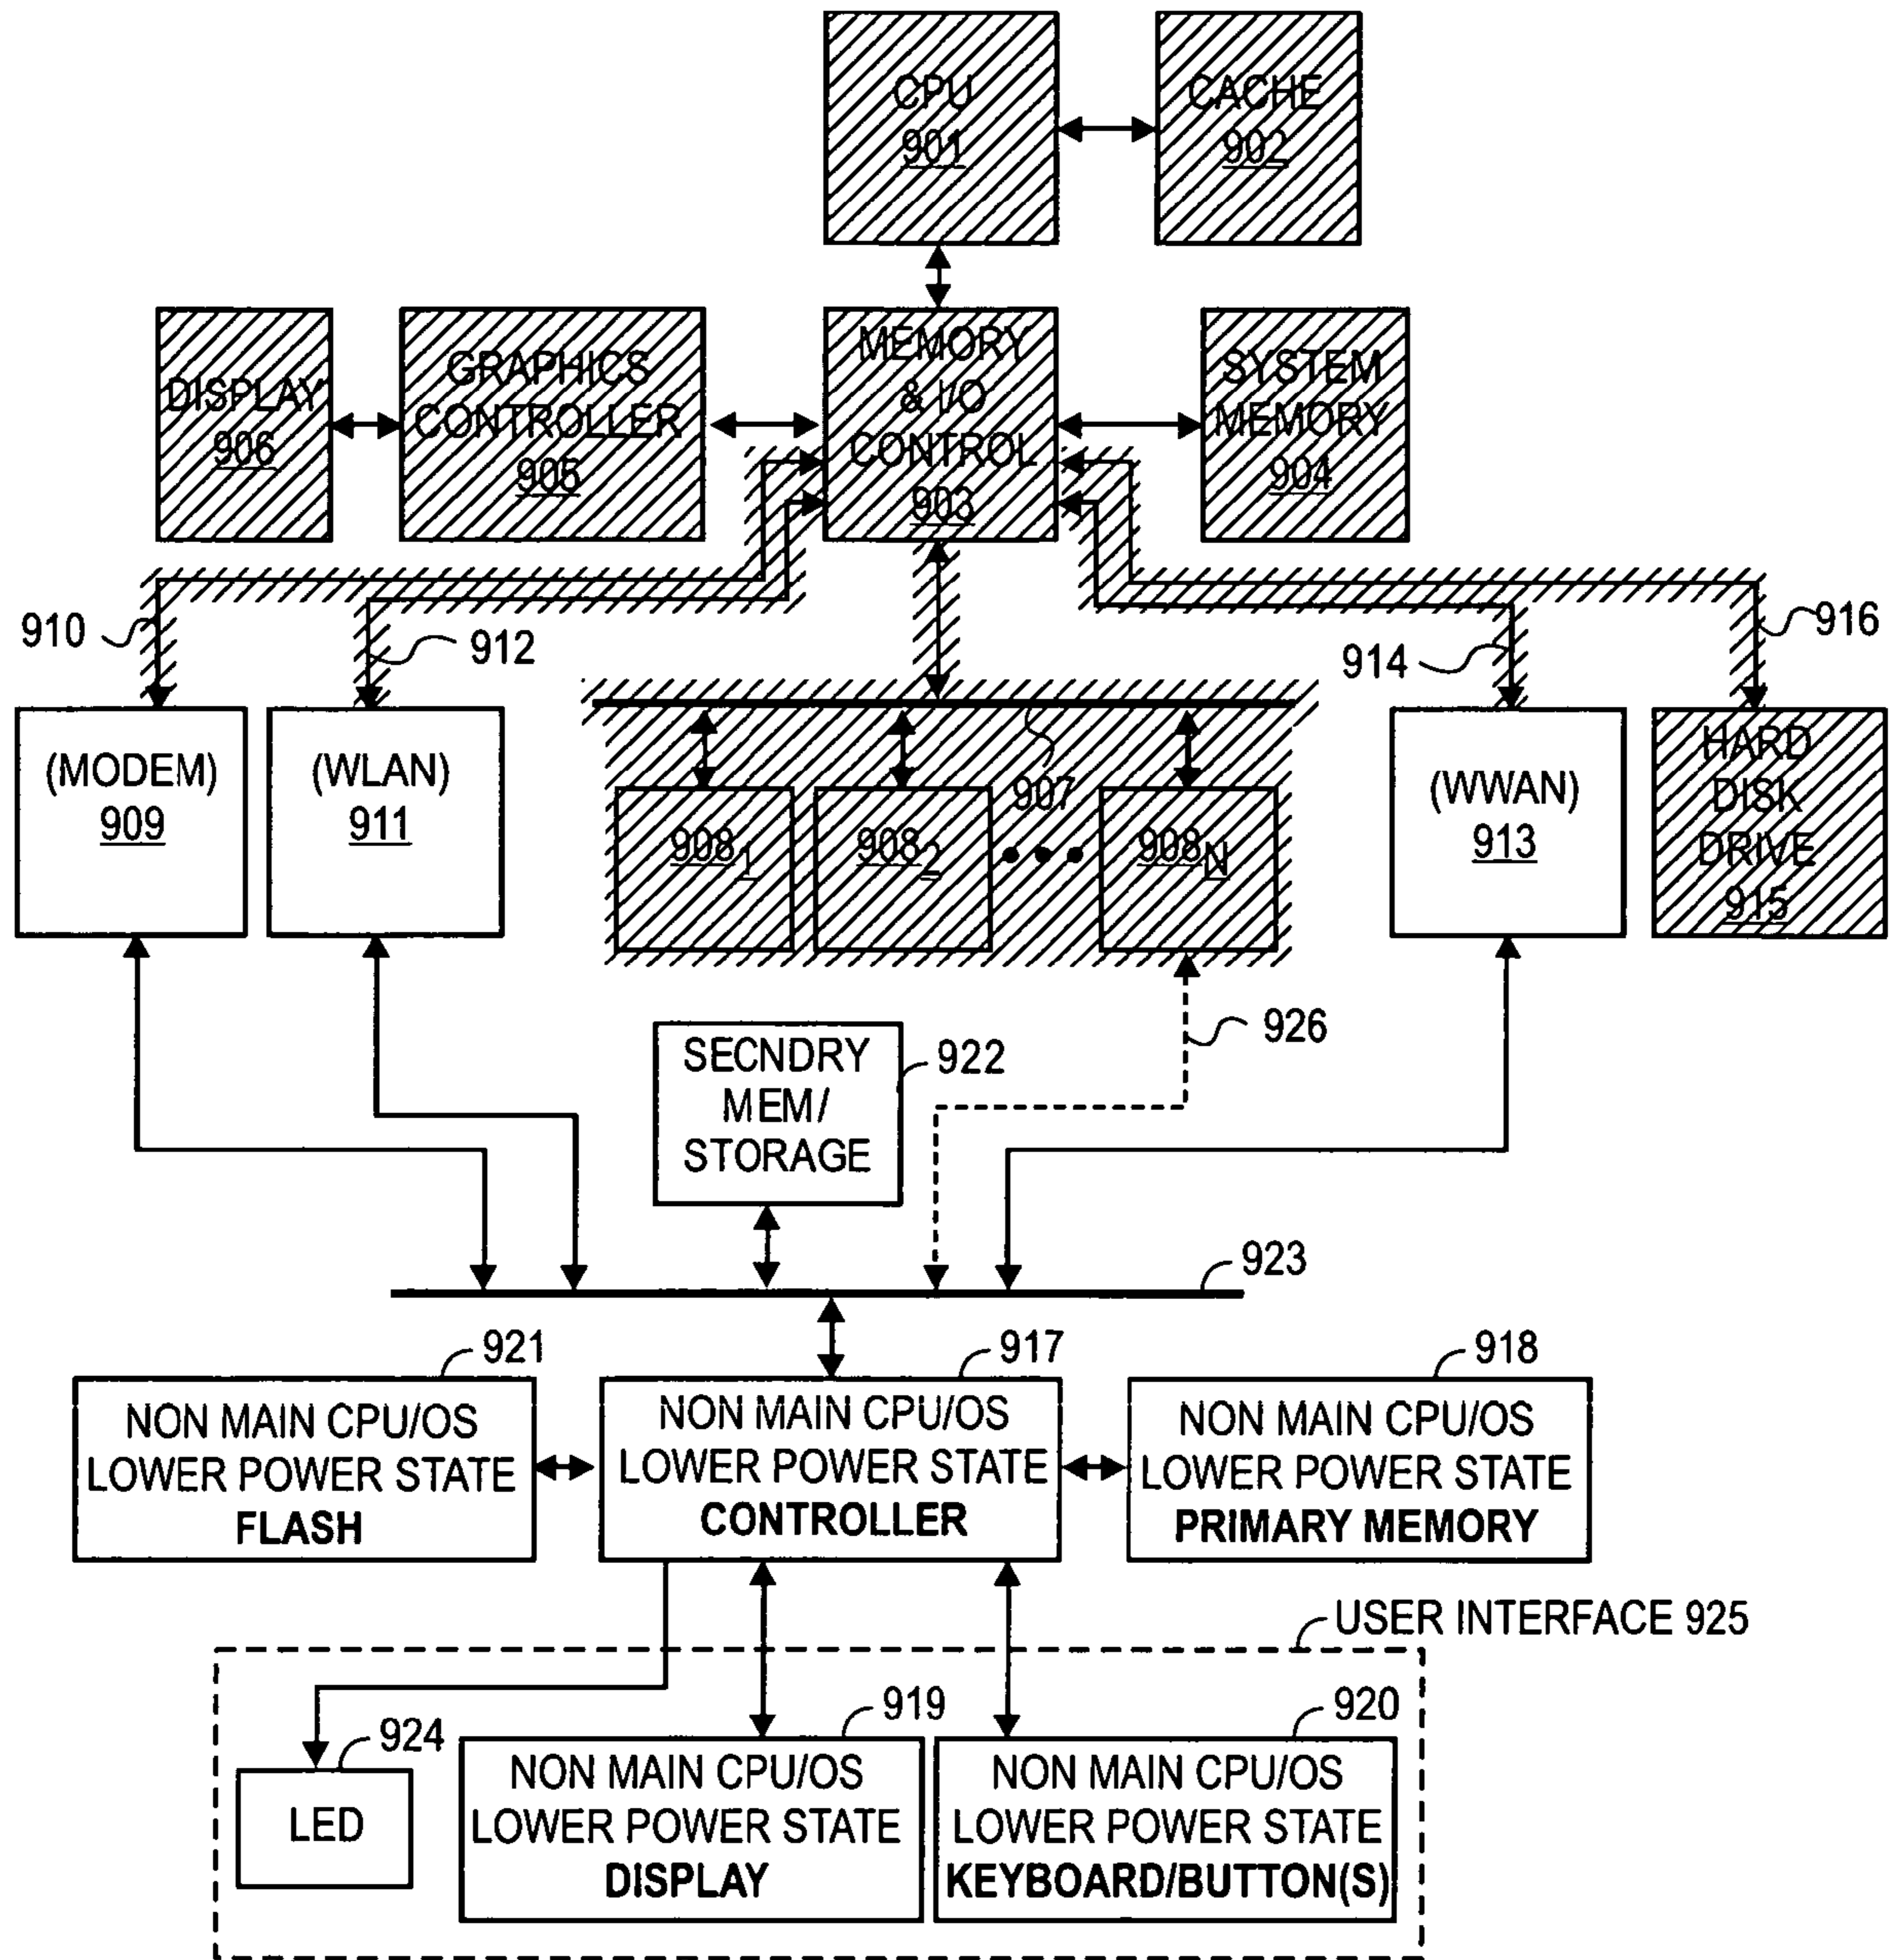 CPU
901
CACHE
902
DISPLAY
906
GRAPHICS
CONTROLLER
905
MEMORY
& I/O
CONTROL
903
SYSTEM
MEMORY
904
910
912
914
916
(MODEM)
909
(WLAN)
911
907
908 1
908 2
908 N
(WWAN)
913
HARD
DISK
DRIVE
915
926
SECNDRY
MEM/
STORAGE
922
923
921
NON MAIN CPU/OS
LOWER POWER STATE
FLASH
917
NON MAIN CPU/OS
LOWER POWER STATE
CONTROLLER
918
NON MAIN CPU/OS
LOWER POWER STATE
PRIMARY MEMORY
USER INTERFACE 925
924
LED
919
NON MAIN CPU/OS
LOWER POWER STATE
DISPLAY
920
NON MAIN CPU/OS
LOWER POWER STATE
KEYBOARD/BUTTON(S)